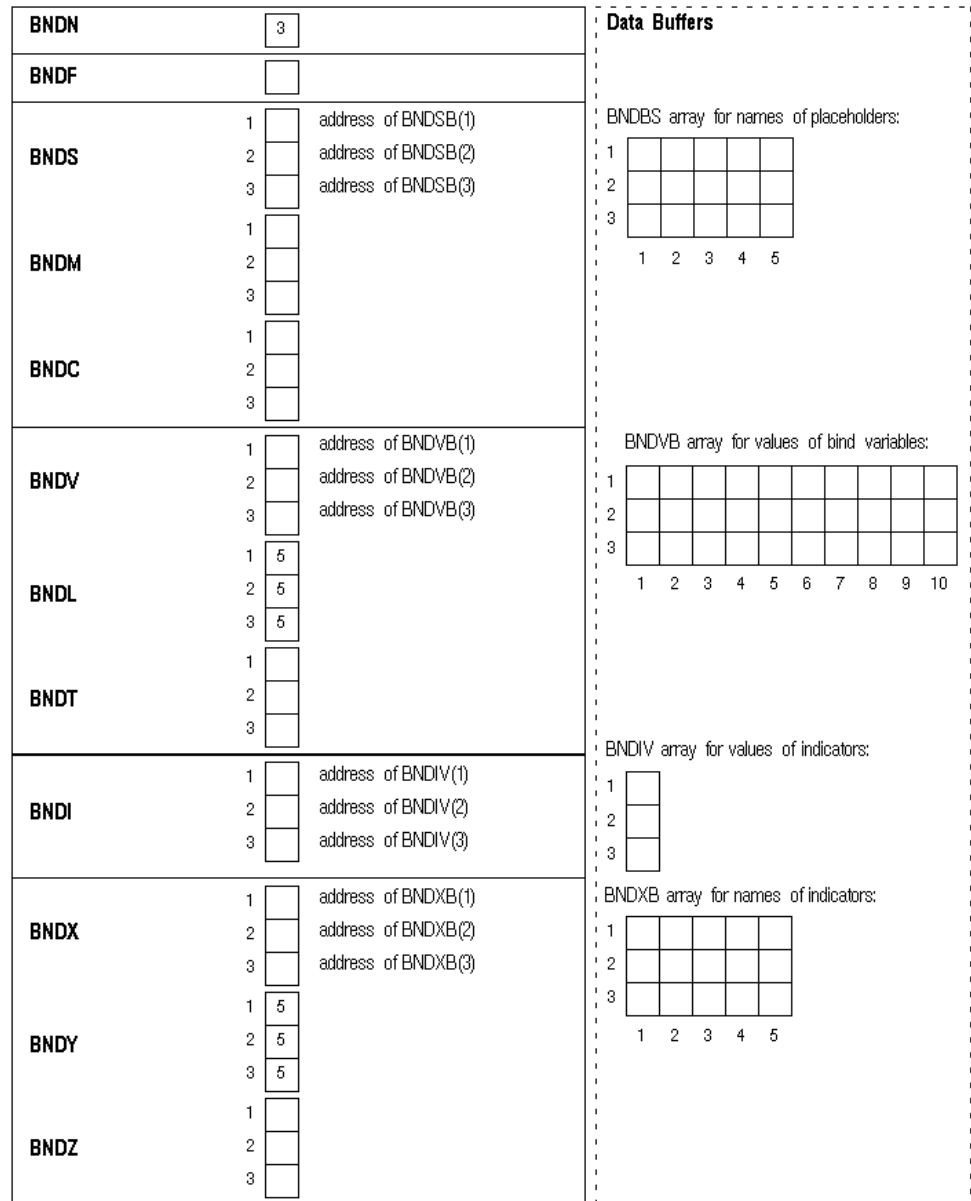 BNDN 3
BNDF
BNDS
1 address of BNDSB(1)
2 address of BNDSB(2)
3 address of BNDSB(3)
BNDM
1
2
3
BNDC
1
2
3
BNDV
1 address of BNDVB(1)
2 address of BNDVB(2)
3 address of BNDVB(3)
BNDL
1 5
2 5
3 5
BNDT
1
2
3
BNDI
1 address of BNDIV(1)
2 address of BNDIV(2)
3 address of BNDIV(3)
BNDX
1 address of BNDXB(1)
2 address of BNDXB(2)
3 address of BNDXB(3)
BNDY
1 5
2 5
3 5
BNDZ
1
2
3
Data Buffers
BNDBS array for names of placeholders:
1
2
3
1 2 3 4 5
BNDVB array for values of bind variables:
1
2
3
1 2 3 4 5 6 7 8 9 10
BNDIV array for values of indicators:
1
2
3
BNDXB array for names of indicators:
1
2
3
1 2 3 4 5